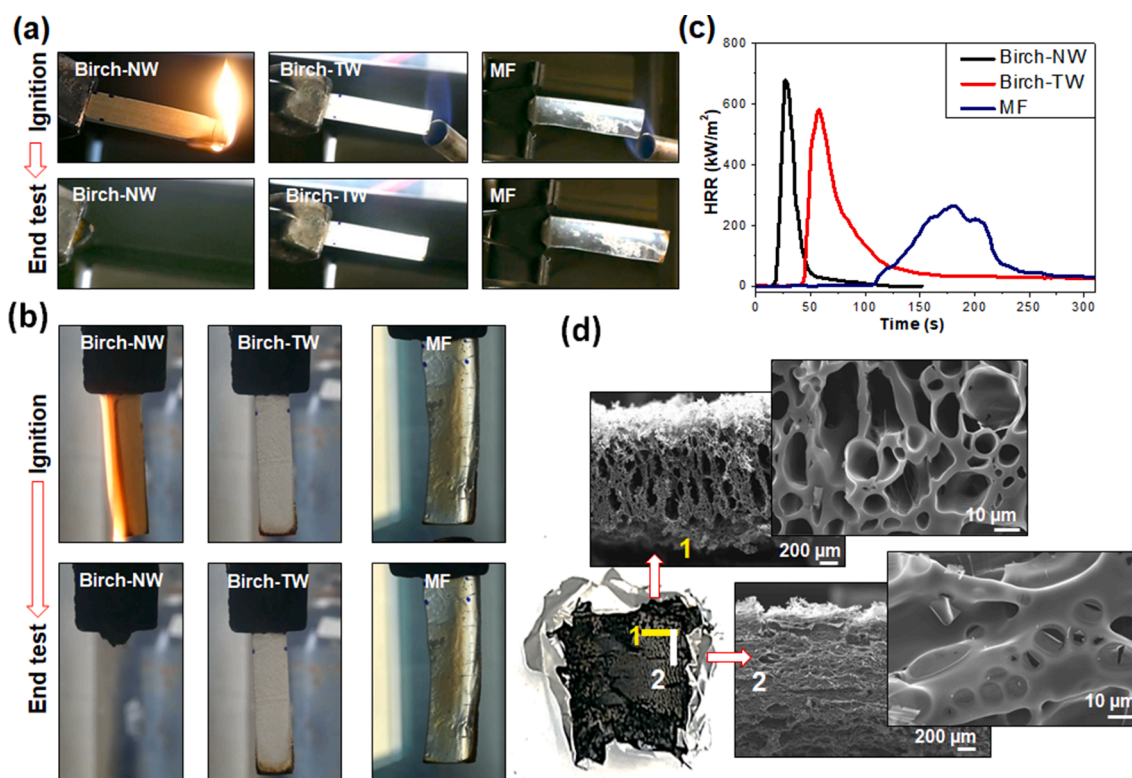 (a)
Birch-NW
Birch-TW
MF
Ignition
Birch-NW
Birch-TW
MF
End test
(b)
Birch-NW
Birch-TW
MF
Ignition
Birch-NW
Birch-TW
MF
End test
(c)
800
600
400
200
0
HRR (kW/m²)
0 50 100 150 200 250 300
Time (s)
Birch-NW
Birch-TW
MF
(d)
1
200 µm
10 µm
1
2
2
200 µm
10 µm